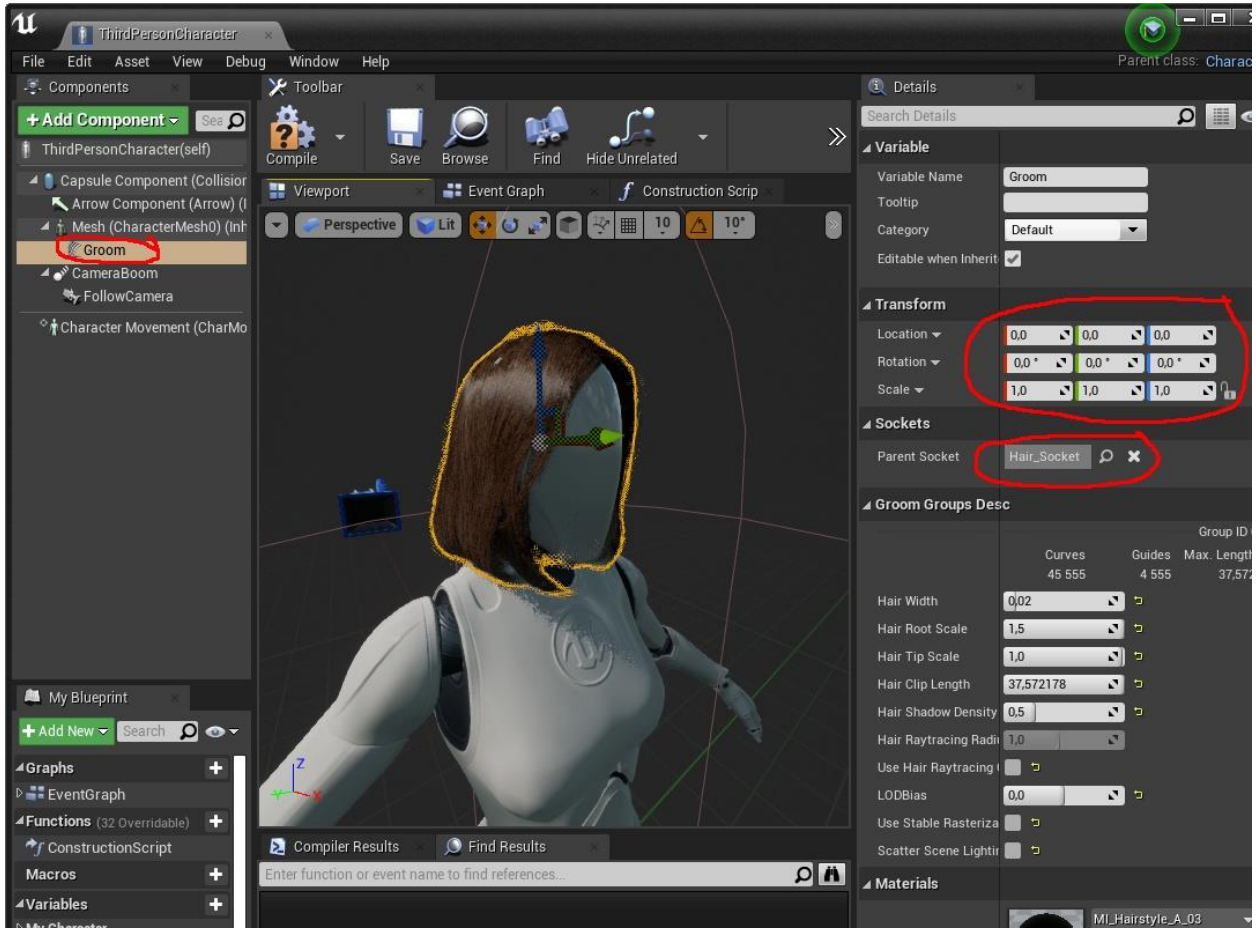 ThirdPersonCharacter
File Edit Asset View Debug Window Help
Parent class: Charac
Components
Toolbar
Details
+Add Component
Sea
Search Details
ThirdPersonCharacter(self)
Compile Save Browse Find Hide Unrelated
Variable
Capsule Component (Collision
Variable Name Groom
Arrow Component (Arrow) (I
Tooltip
Mesh (CharacterMesh0) (Inh
Category Default
Groom
Editable when Inherit
CameraBoom
FollowCamera
Character Movement (CharMo
Viewport Event Graph Construction Scrip
Perspective Lit 10 10°
Transform
Location 0,0 0,0 0,0
Rotation 0,0 ° 0,0 ° 0,0 °
Scale 1,0 1,0 1,0
Sockets
Parent Socket Hair_Socket
Groom Groups Desc
Group ID
Curves Guides Max. Length
45 555 4 555 37,572
Hair Width 0,02
Hair Root Scale 1,5
Hair Tip Scale 1,0
Hair Clip Length 37,572178
Hair Shadow Density 0,5
Hair Raytracing Radi 1,0
Use Hair Raytracing
LODBias 0,0
Use Stable Rasteriza
Scatter Scene Lightin
Materials
MI_Hairstyle_A_03
Z
Y X
My Blueprint
+Add New Search
Graphs
EventGraph
Functions (32 Overridable)
ConstructionScript
Macros
Variables
My Character
Compiler Results Find Results
Enter function or event name to find references...